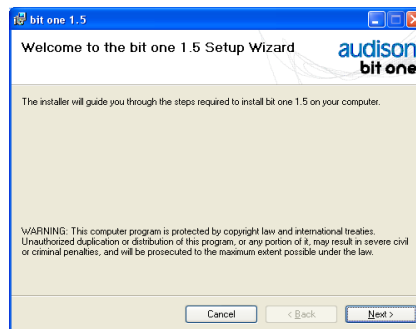 bit one 1.5
Welcome to the bit one 1.5 Setup Wizard
audison
bit one
The installer will guide you through the steps required to install bit one 1.5 on your computer.
WARNING: This computer program is protected by copyright law and international treaties.
Unauthorized duplication or distribution of this program, or any portion of it, may result in severe civil
or criminal penalties, and will be prosecuted to the maximum extent possible under the law.
Cancel
< Back
Next >